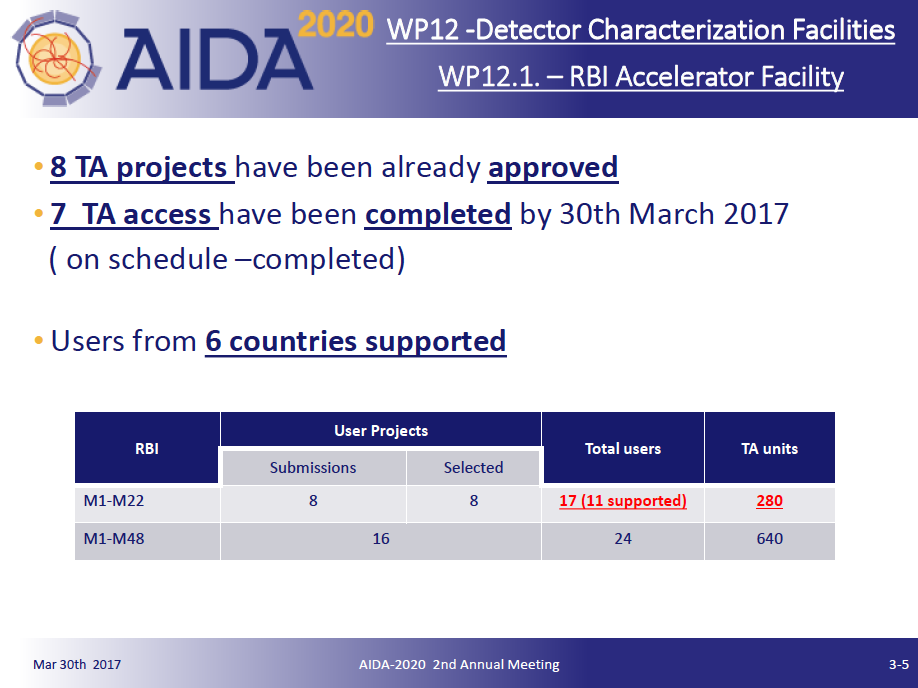 AIDA 2020
WP12 -Detector Characterization Facilities
WP12.1. – RBI Accelerator Facility
• 8 TA projects have been already approved
• 7  TA access have been completed by 30th March 2017
( on schedule –completed)
• Users from 6 countries supported
RBI User Projects Total users TA units
Submissions Selected
M1-M22 8 8 17 (11 supported) 280
M1-M48 16 24 640
Mar 30th  2017 AIDA-2020  2nd Annual Meeting 3-5